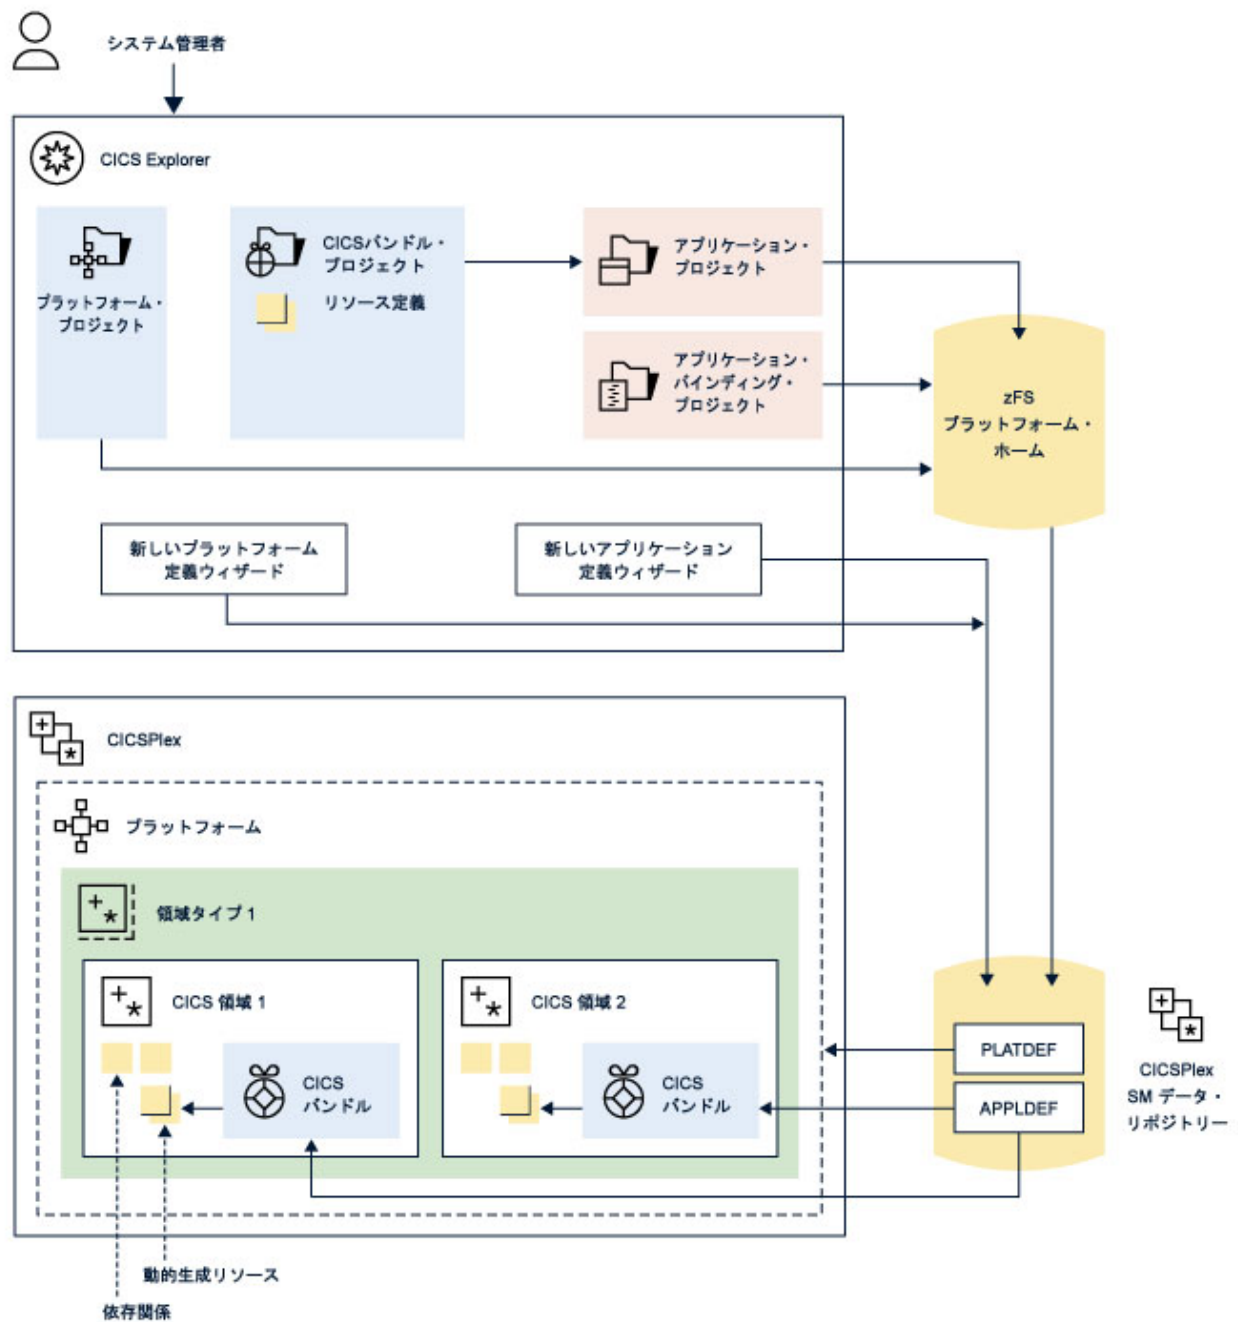 システム管理者
CICS Explorer
プラットフォーム・
プロジェクト
CICSバンドル・
プロジェクト
リソース定義
アプリケーション・
プロジェクト
アプリケーション・
バインディング・
プロジェクト
zFS
プラットフォーム・
ホーム
新しいプラットフォーム
定義ウィザード
新しいアプリケーション
定義ウィザード
CICSPlex
プラットフォーム
領域タイプ 1
CICS 領域 1
CICS
バンドル
CICS 領域 2
CICS
バンドル
PLATDEF
APPLDEF
CICSPlex
SM データ・
リポジトリー
動的生成リソース
依存関係